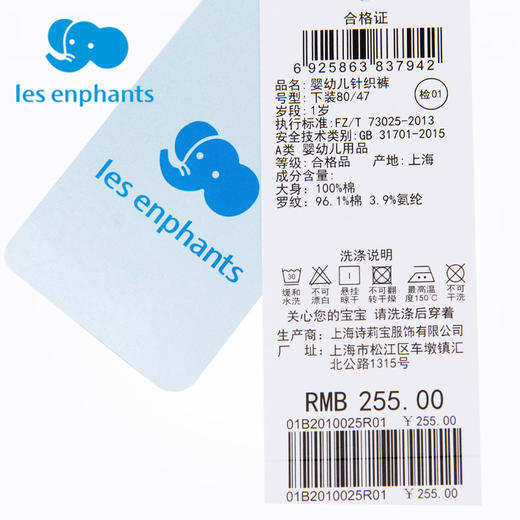 les enphants
les enphants
合格证
6 925863 837942
品名: 婴幼儿针织裤
号型: 下装80/47
检01
岁段: 1岁
执行标准: FZ/T 73025-2013
安全技术类别: GB 31701-2015
A类 婴幼儿用品
等级: 合格品 产地: 上海
成分含量:
大身: 100%棉
罗纹: 96.1%棉 3.9%氨纶
洗涤说明
30
缓和水洗
不可漂白
悬挂晾干
不可翻转干燥
最高温度150℃
不可干洗
关心您的宝宝 请洗涤后穿着
生产商: 上海诗莉宝服饰有限公司
厂 址: 上海市松江区车墩镇汇
北公路1315号
RMB 255.00
01B2010025R01 ￥255.00
01B2010025R01 ￥255.00